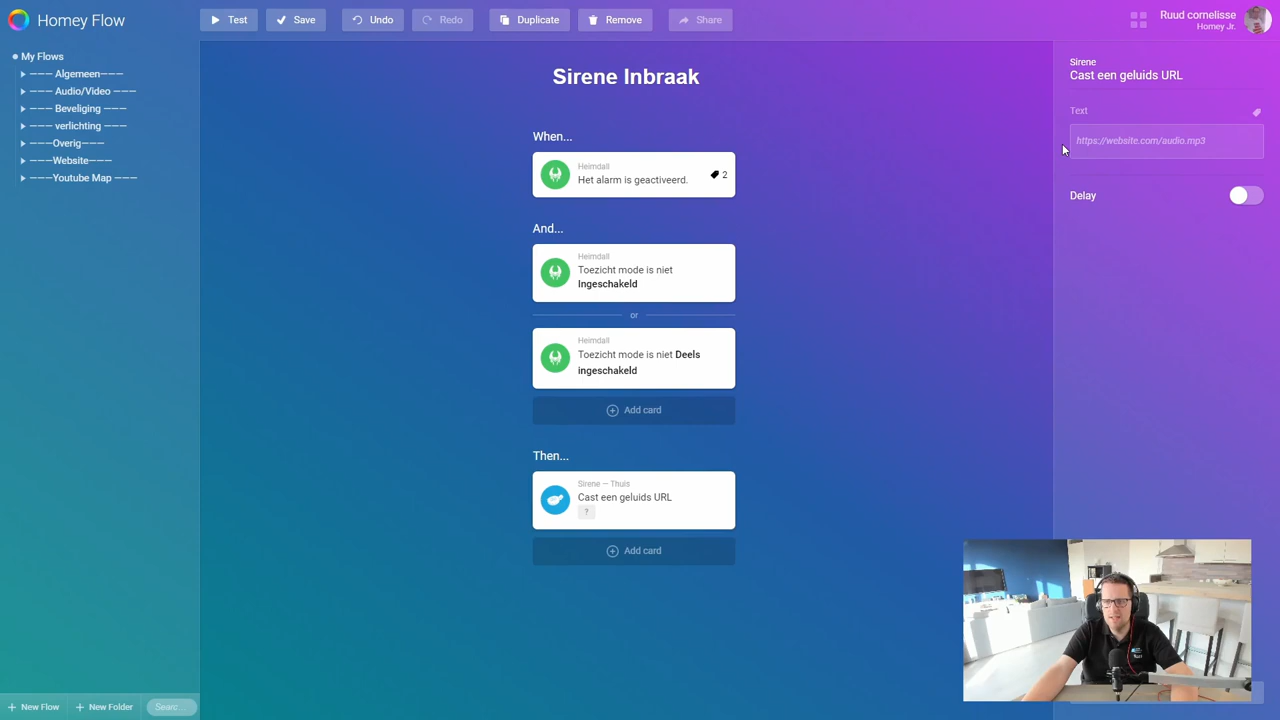 Homey Flow
Test
Save
Undo
Redo
Duplicate
Remove
Share
Ruud cornelisse
Homey Jr.
My Flows
——— Algemeen———
——— Audio/Video ———
——— Beveliging ———
——— verlichting ———
———Overig———
———Website———
———Youtube Map ———
+ New Flow
+ New Folder
Searc...
Sirene Inbraak
When...
Heimdall
Het alarm is geactiveerd.
2
And...
Heimdall
Toezicht mode is niet
Ingeschakeld
or
Heimdall
Toezicht mode is niet Deels
ingeschakeld
Add card
Then...
Sirene — Thuis
Cast een geluids URL
?
Add card
Sirene
Cast een geluids URL
Text
https://website.com/audio.mp3
Delay